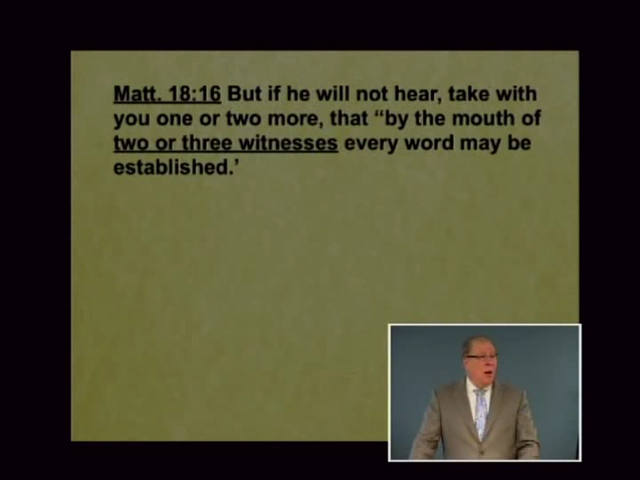 Matt. 18:16 But if he will not hear, take with
you one or two more, that “by the mouth of
two or three witnesses every word may be
established.’